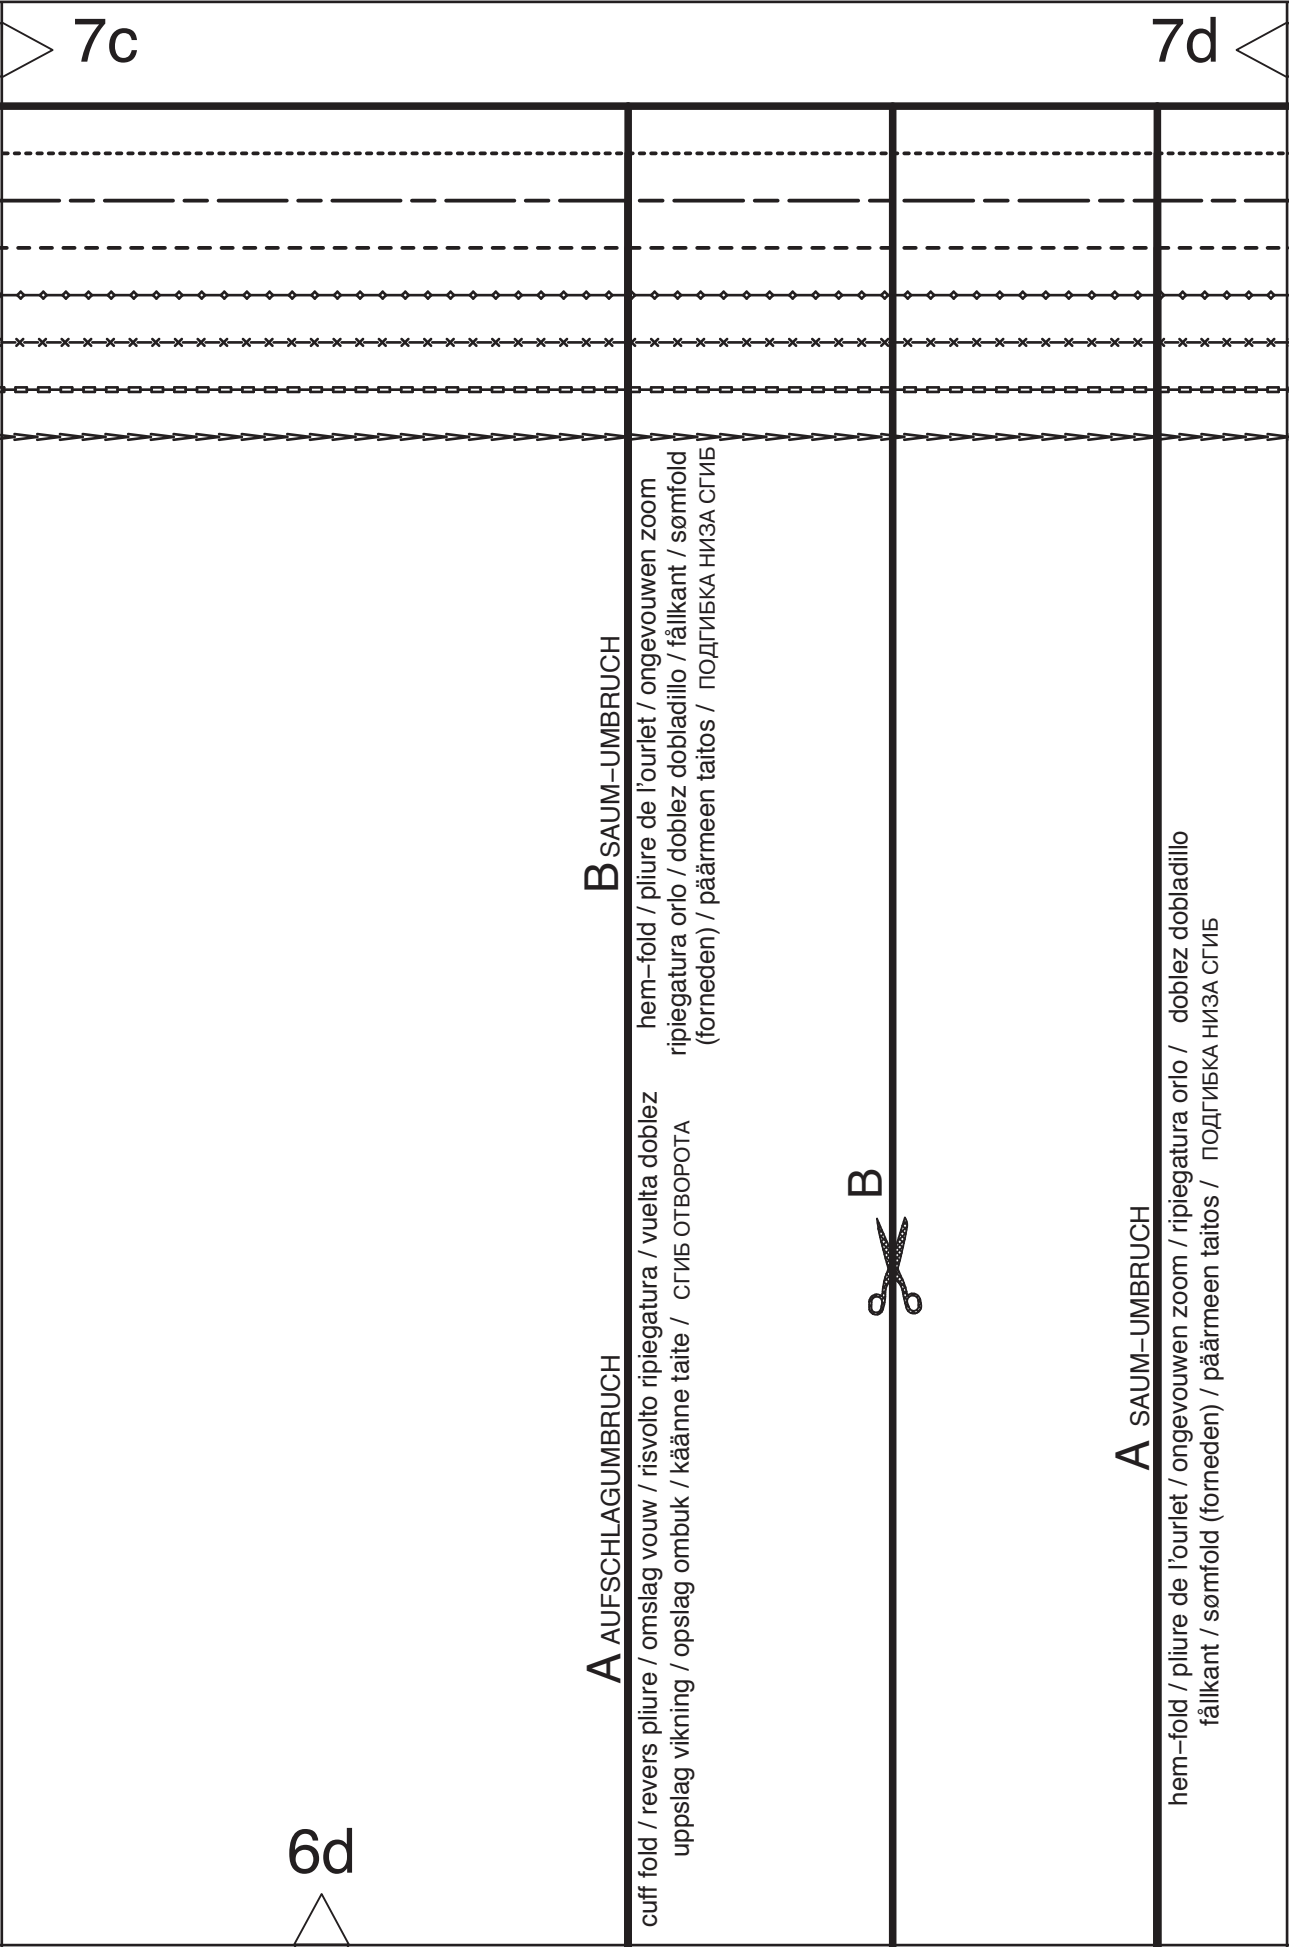 7c
7d
B SAUM–UMBRUCH
hem–fold / pliure de l'ourlet / ongevouwen zoom
ripiegatura orlo / doblez dobladillo / fållkant / sømfold
(forneden) / päärmeen taitos / ПОДГИБКА НИЗА СГИБ
A AUFSCHLAGUMBRUCH
cuff fold / revers pliure / omslag vouw / risvolto ripiegatura / vuelta doblez
uppslag vikning / opslag ombuk / käänne taite / СГИБ ОТВОРОТА
B
A SAUM–UMBRUCH
hem–fold / pliure de l'ourlet / ongevouwen zoom / ripiegatura orlo / doblez dobladillo
fållkant / sømfold (forneden) / päärmeen taitos / ПОДГИБКА НИЗА СГИБ
6d